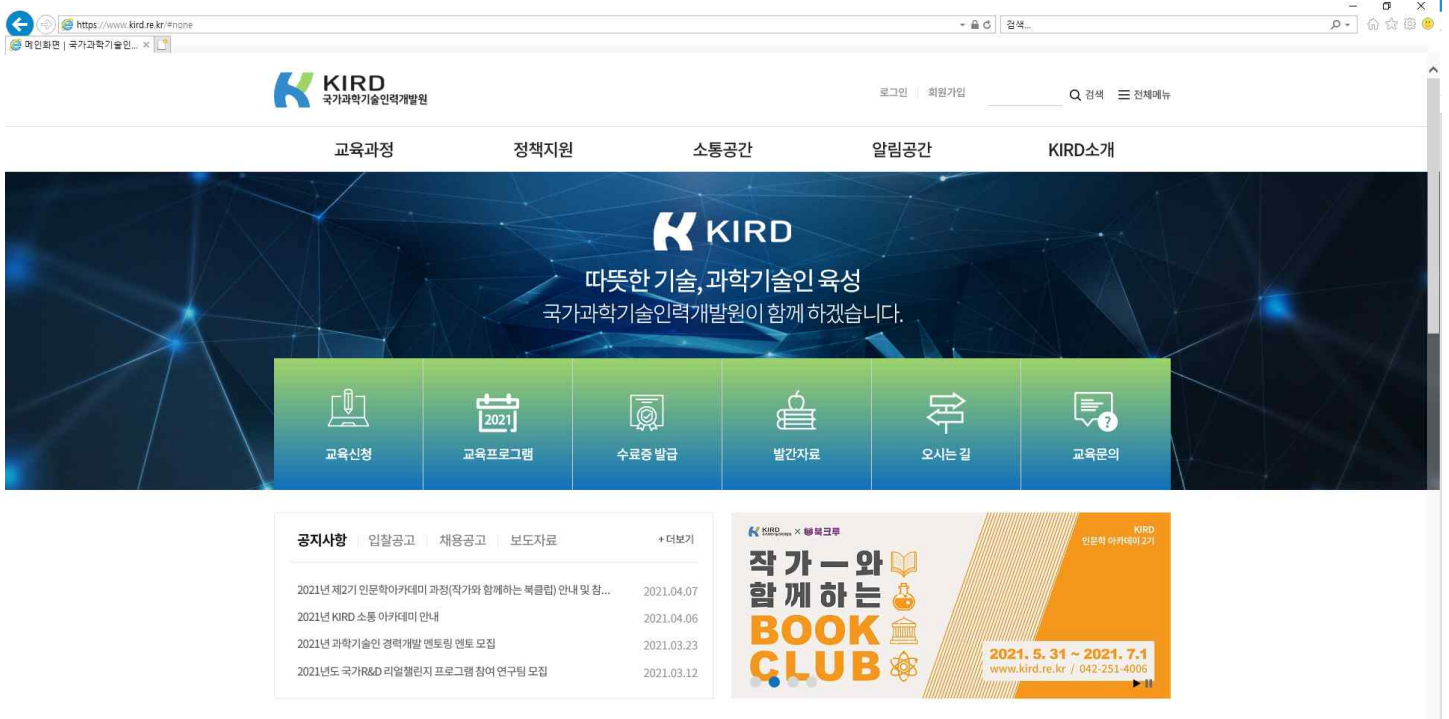 https://www.kird.re.kr/#none
검색...
메인화면 | 국가과학기술인...
KIRD
국가과학기술인력개발원
로그인 회원가입 검색 전체메뉴
교육과정 정책지원 소통공간 알림공간 KIRD소개
KIRD
따뜻한 기술, 과학기술인 육성
국가과학기술인력개발원이 함께 하겠습니다.
2021
?
교육신청 교육프로그램 수료증 발급 발간자료 오시는 길 교육문의
공지사항 입찰공고 채용공고 보도자료 +더보기
2021년 제2기 인문학아카데미 과정(작가와 함께하는 북클럽) 안내 및 참... 2021.04.07
2021년 KIRD 소통 아카데미 안내 2021.04.06
2021년 과학기술인 경력개발 멘토링 멘토 모집 2021.03.23
2021년도 국가R&D 리얼챌린지 프로그램 참여 연구팀 모집 2021.03.12
KIRD × 북크루
KIRD
인문학 아카데미 2기
작가ㅡ와
함께하는
BOOK
CLUB
2021. 5. 31 ~ 2021. 7.1
www.kird.re.kr / 042-251-4006